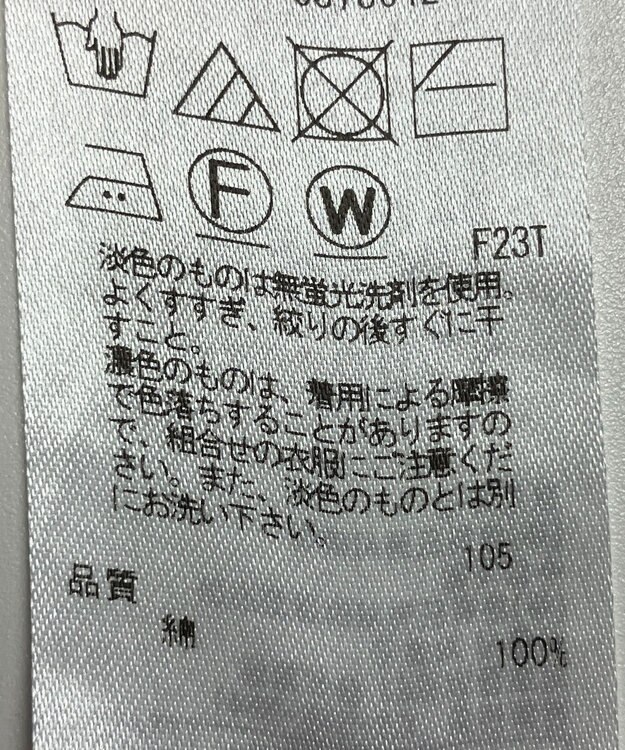 F
W
F23T
淡色のものは無蛍光洗剤を使用。
よくすすぎ、絞りの後すぐに干
すこと。
濃色のものは、着用による摩擦
で色落ちすることがありますの
で、組合せの衣服にご注意くだ
さい。また、淡色のものとは別
にお洗い下さい。
105
品質
綿 100%